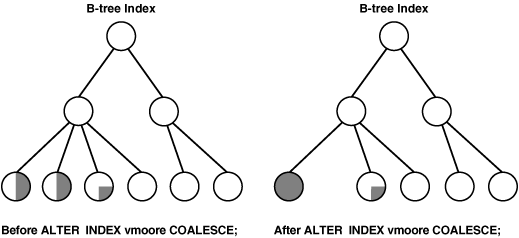 B-tree Index
B-tree Index
Before ALTER INDEX vmoore COALESCE;
After ALTER INDEX vmoore COALESCE;